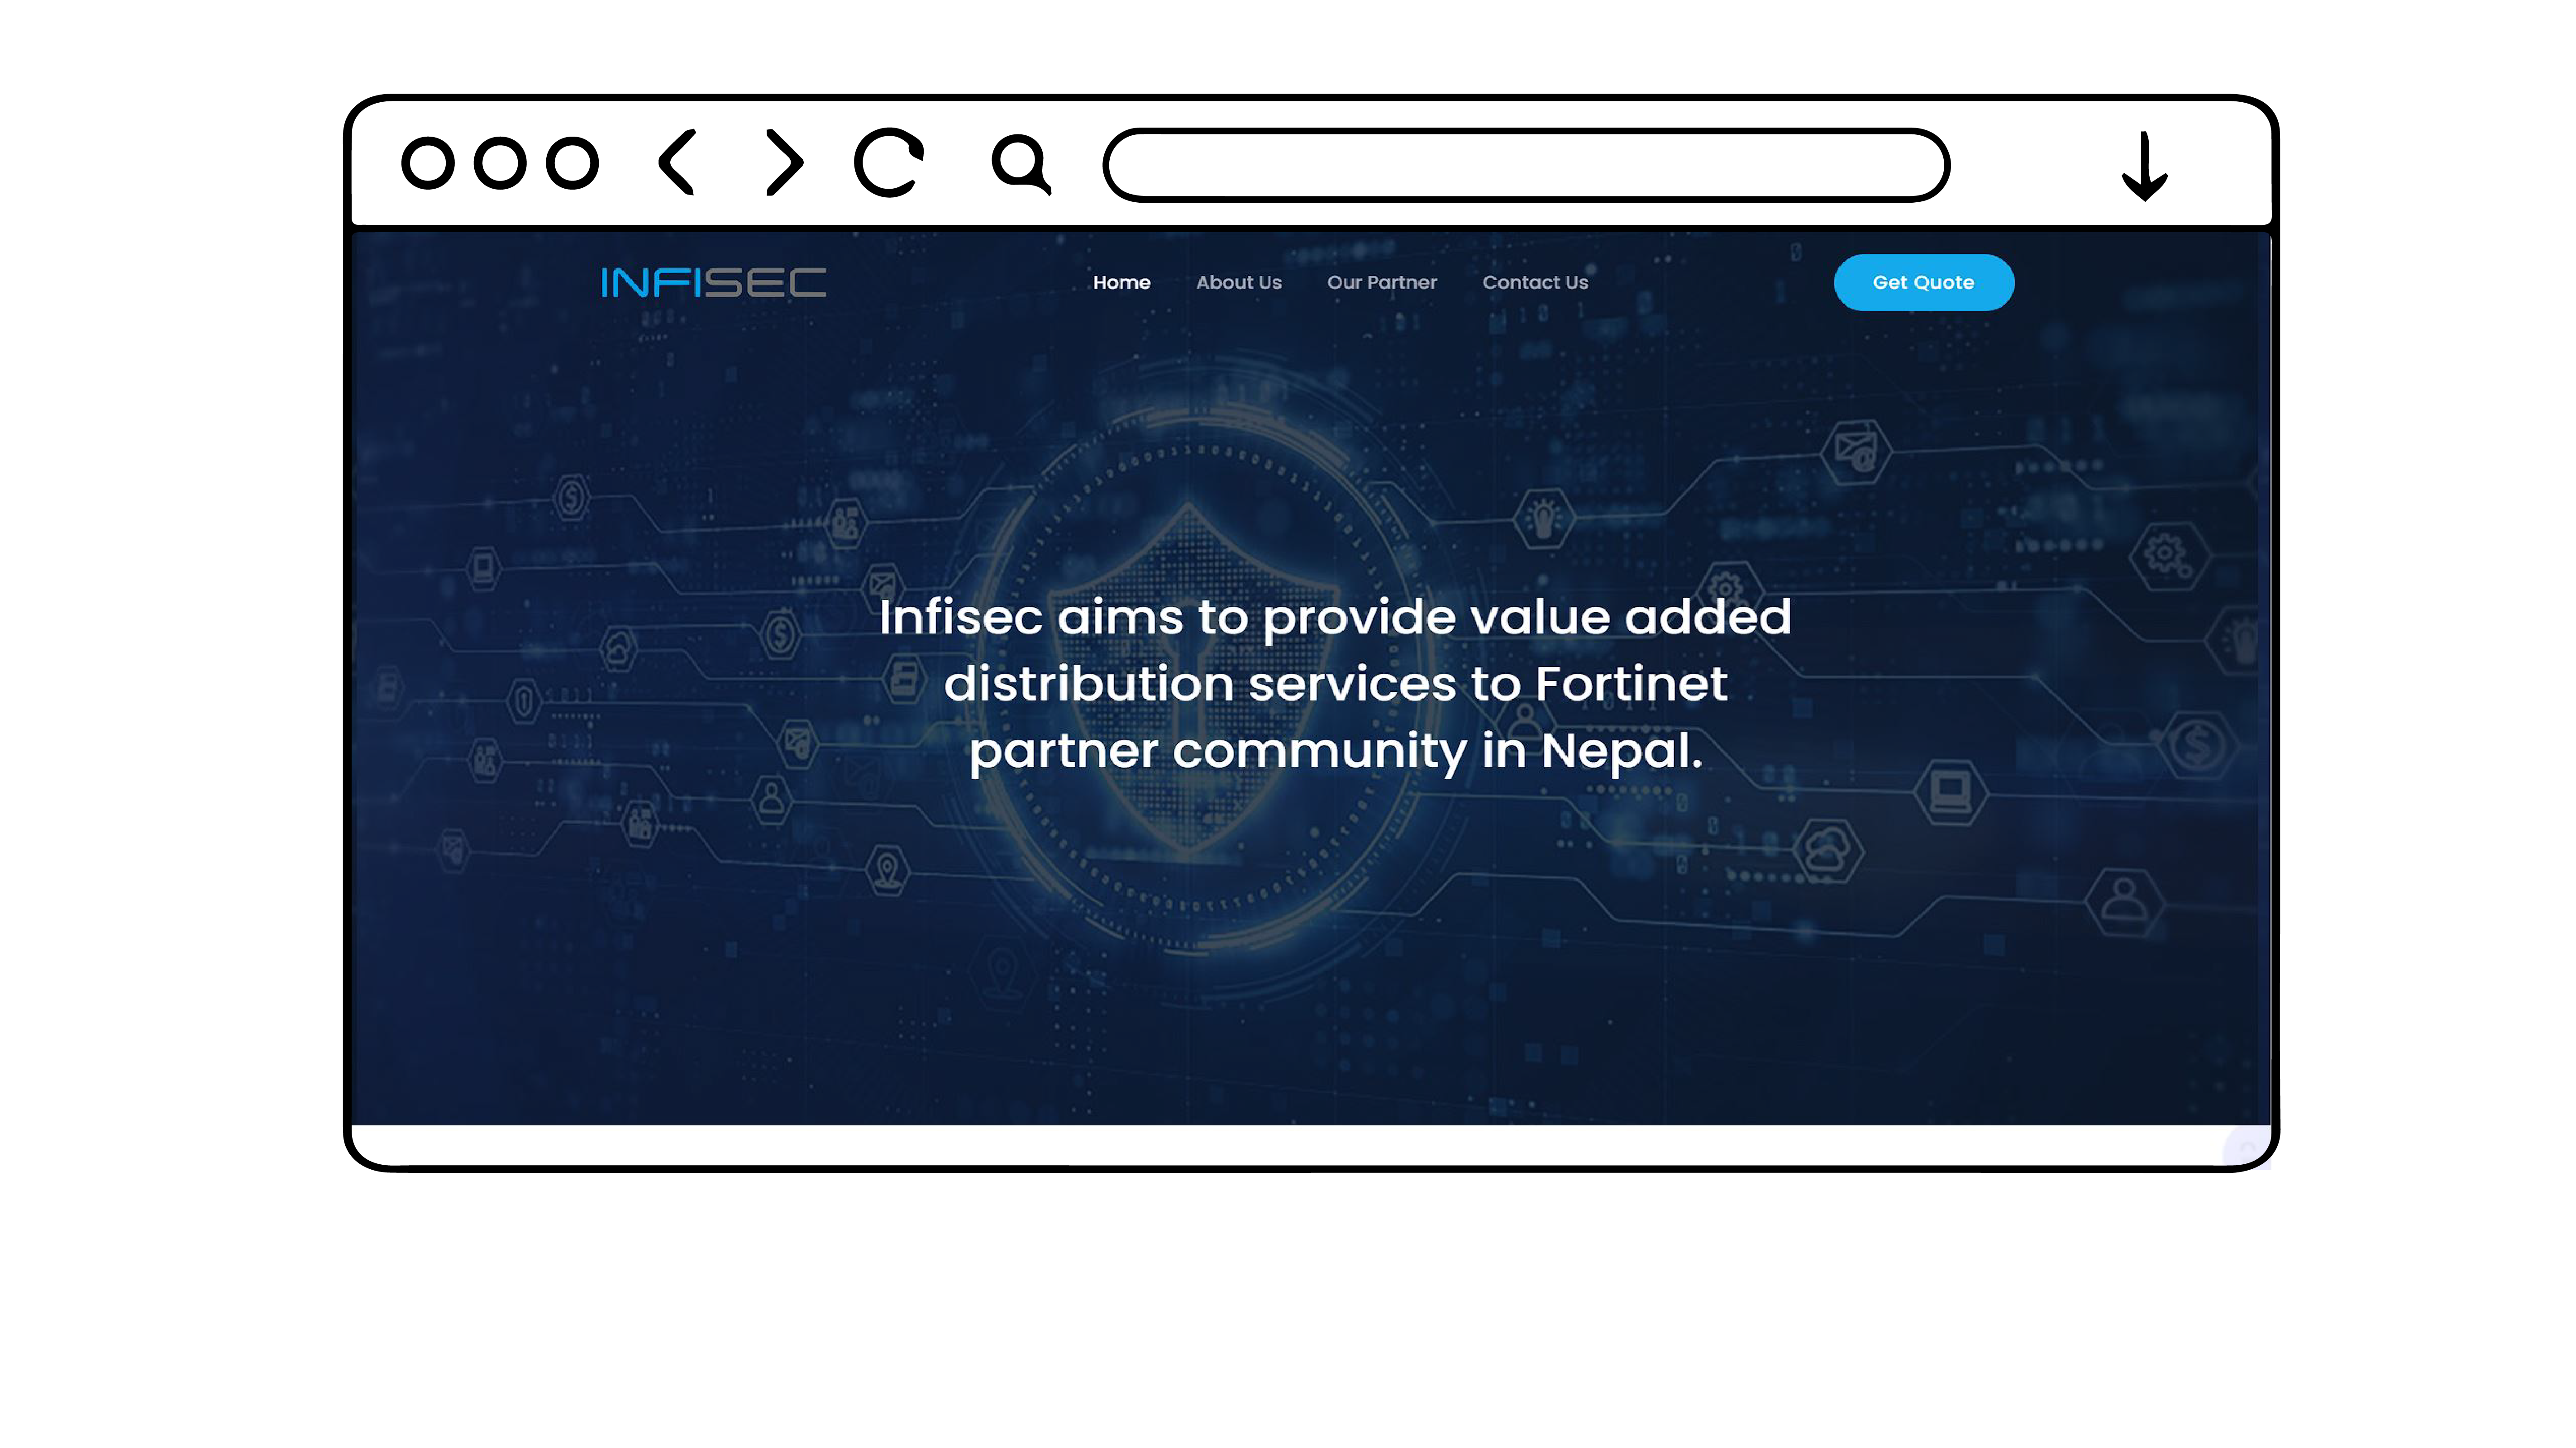 INFISEC
Home About Us Our Partner Contact Us Get Quote
Infisec aims to provide value added
distribution services to Fortinet
partner community in Nepal.